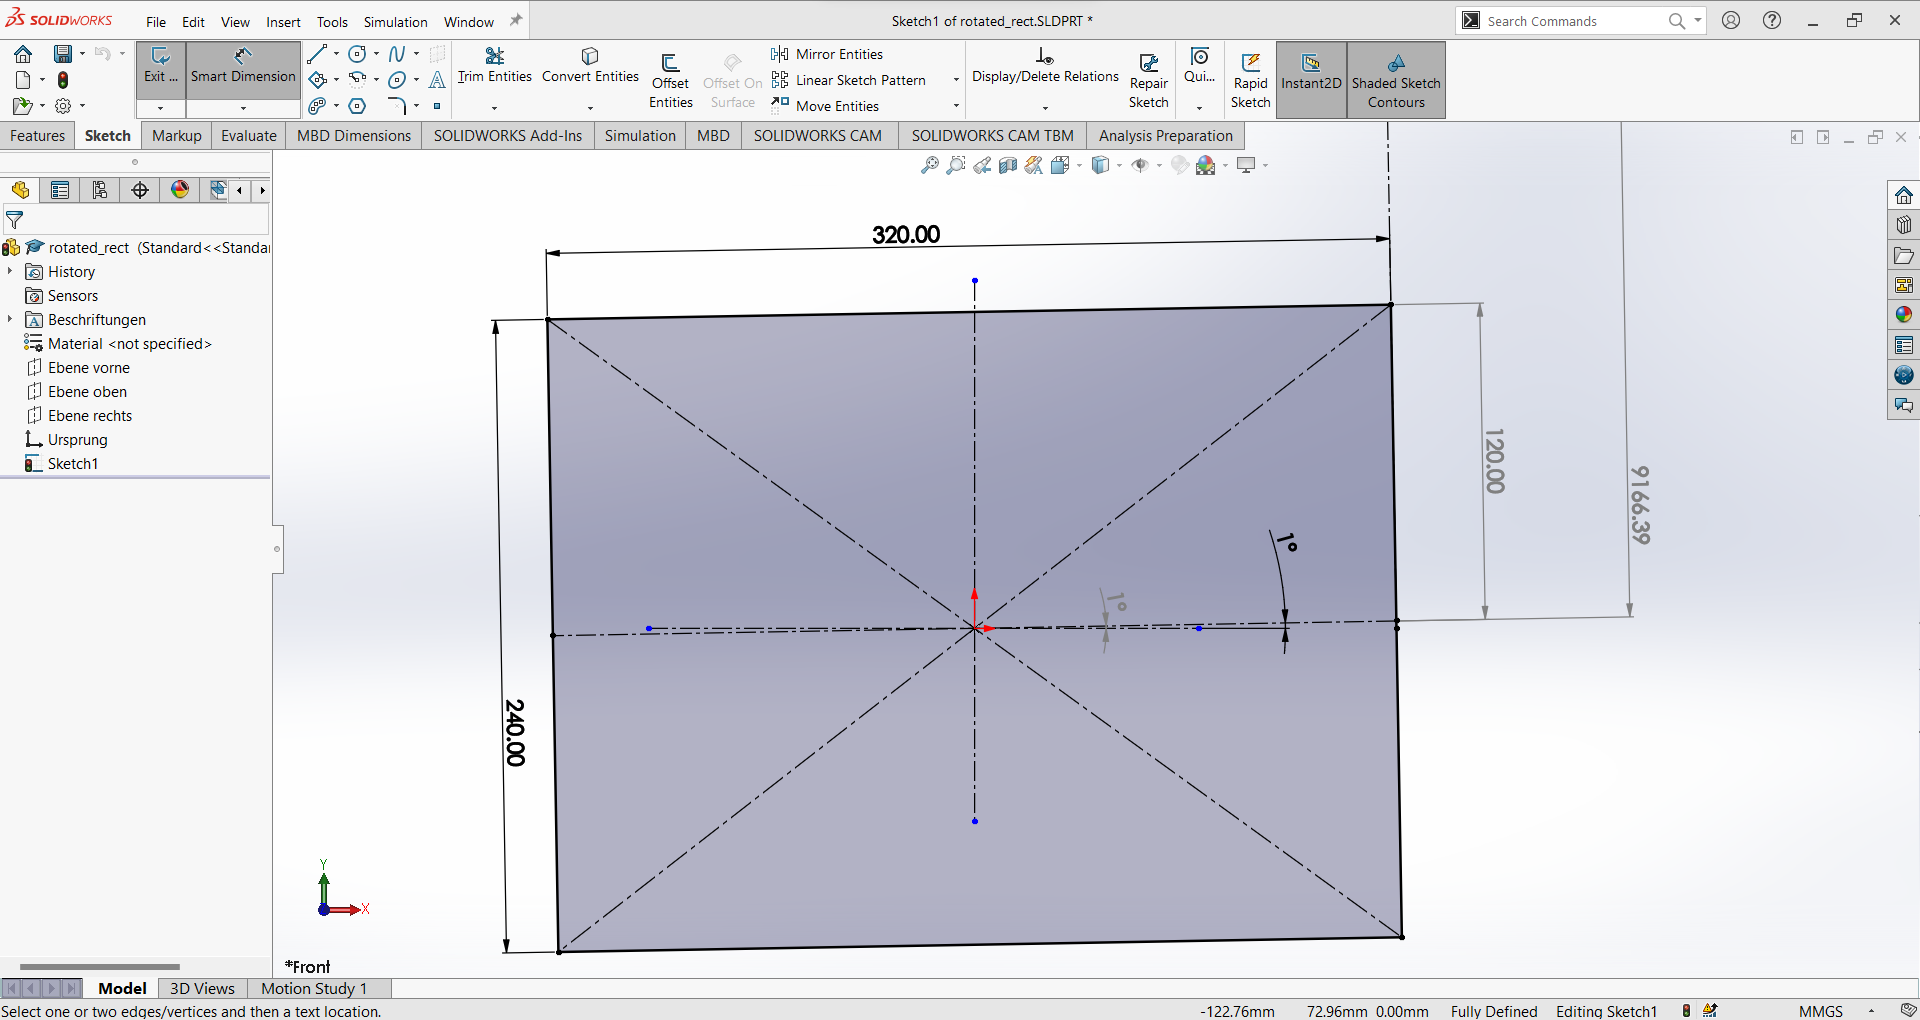 SOLIDWORKS
File Edit View Insert Tools Simulation Window
Sketch1 of rotated_rect.SLDPRT *
Search Commands
Exit ...
Smart Dimension
Trim Entities
Convert Entities
Offset
Entities
Offset On
Surface
Mirror Entities
Linear Sketch Pattern
Move Entities
Display/Delete Relations
Repair
Sketch
Qui...
Rapid
Sketch
Instant2D
Shaded Sketch
Contours
Features Sketch Markup Evaluate MBD Dimensions SOLIDWORKS Add-Ins Simulation MBD SOLIDWORKS CAM SOLIDWORKS CAM TBM Analysis Preparation
rotated_rect (Standard<<Standar
History
Sensors
Beschriftungen
Material <not specified>
Ebene vorne
Ebene oben
Ebene rechts
Ursprung
Sketch1
320.00
120.00
9166.39
1°
1°
240.00
Y
X
*Front
Model 3D Views Motion Study 1
Select one or two edges/vertices and then a text location.
-122.76mm 72.96mm 0.00mm Fully Defined Editing Sketch1 MMGS